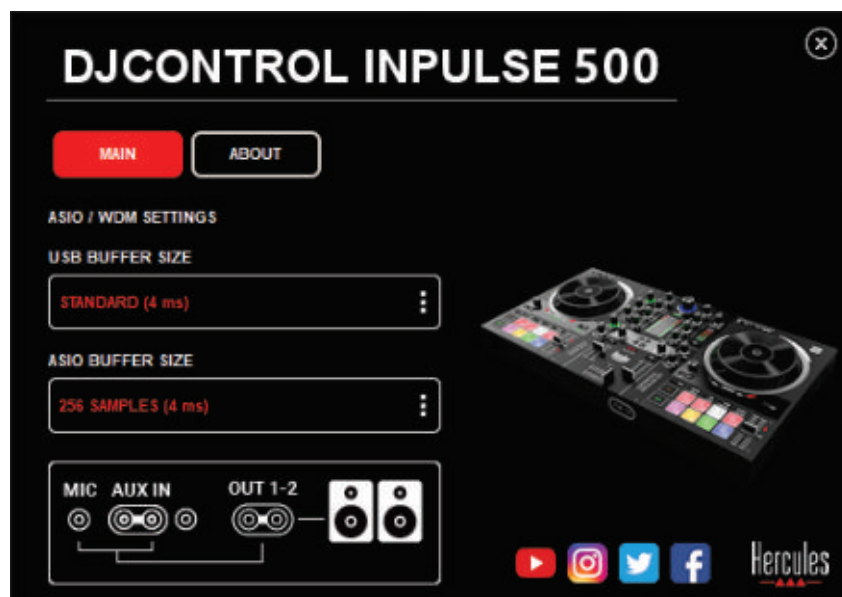 DJCONTROL INPULSE 500
MAIN
ABOUT
ASIO / WDM SETTINGS
USB BUFFER SIZE
STANDARD (4 ms)
ASIO BUFFER SIZE
256 SAMPLES (4 ms)
MIC AUX IN OUT 1-2
Hercules